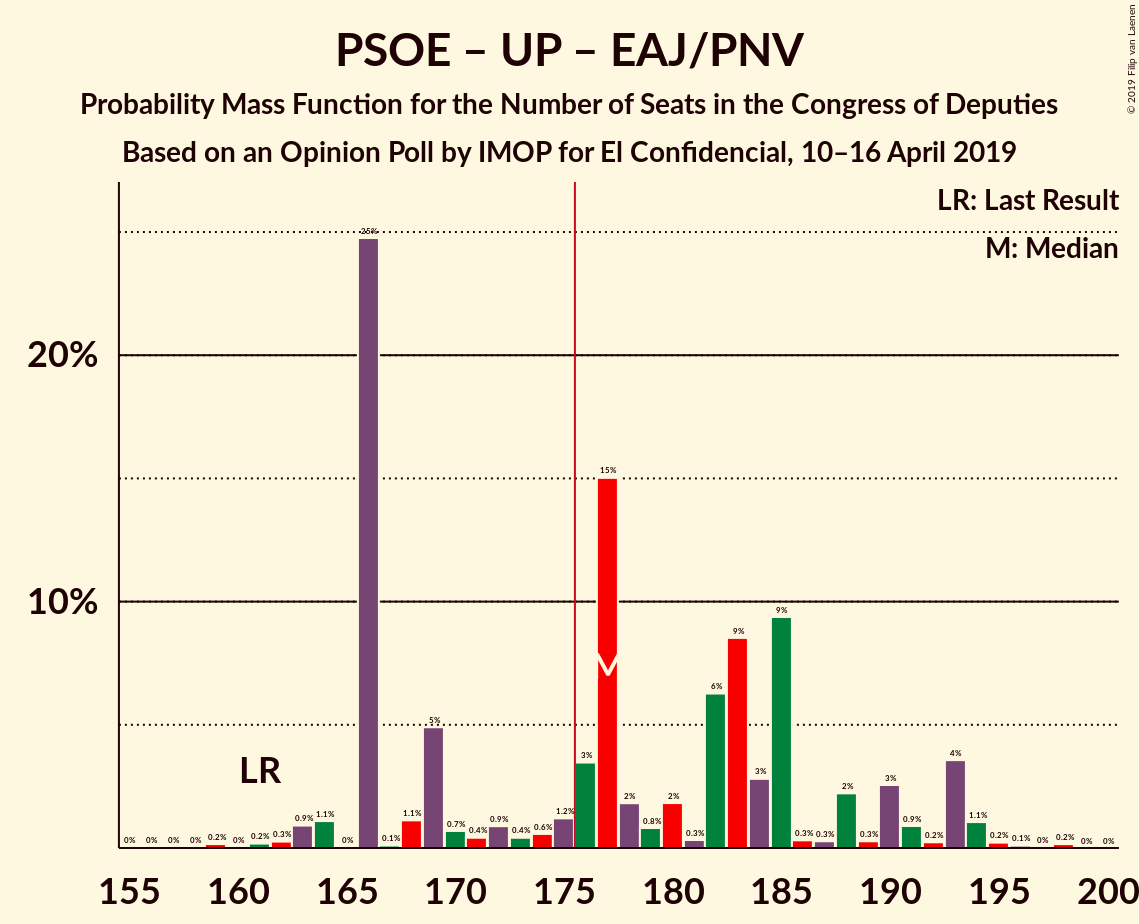 © 2019 Filip van Laenen
PSOE – UP – EAJ/PNV
Probability Mass Function for the Number of Seats in the Congress of Deputies
Based on an Opinion Poll by IMOP for El Confidencial, 10–16 April 2019
LR: Last Result
M: Median
25%
20%
15%
M
10%
9%
9%
6%
5%
3%
4%
3%
3%
LR
2%
2%
2%
0.9%
1.1%
1.1%
1.2%
0.8%
0.9%
1.1%
0% 0% 0% 0% 0.2% 0% 0.2% 0.3% 0% 0.1% 0.7% 0.4% 0.9% 0.4% 0.6% 0.3% 0.3% 0.3% 0.3% 0.2% 0.2% 0.1% 0% 0.2% 0% 0%
155 160 165 170 175 180 185 190 195 200